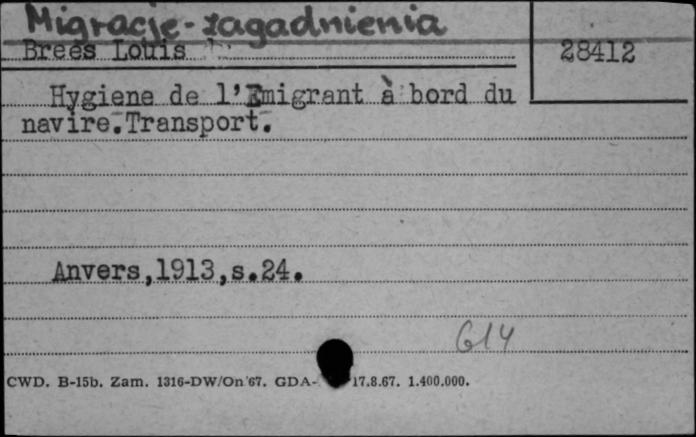 Migracje-zagadnienia
Brees Louis
28412
Hygiene de l'Emigrant à bord du
navire.Transport.
Anvers,1913,s.24.
614
CWD. B-15b. Zam. 1316-DW/On/67. GDA- 17.8.67. 1.400.000.